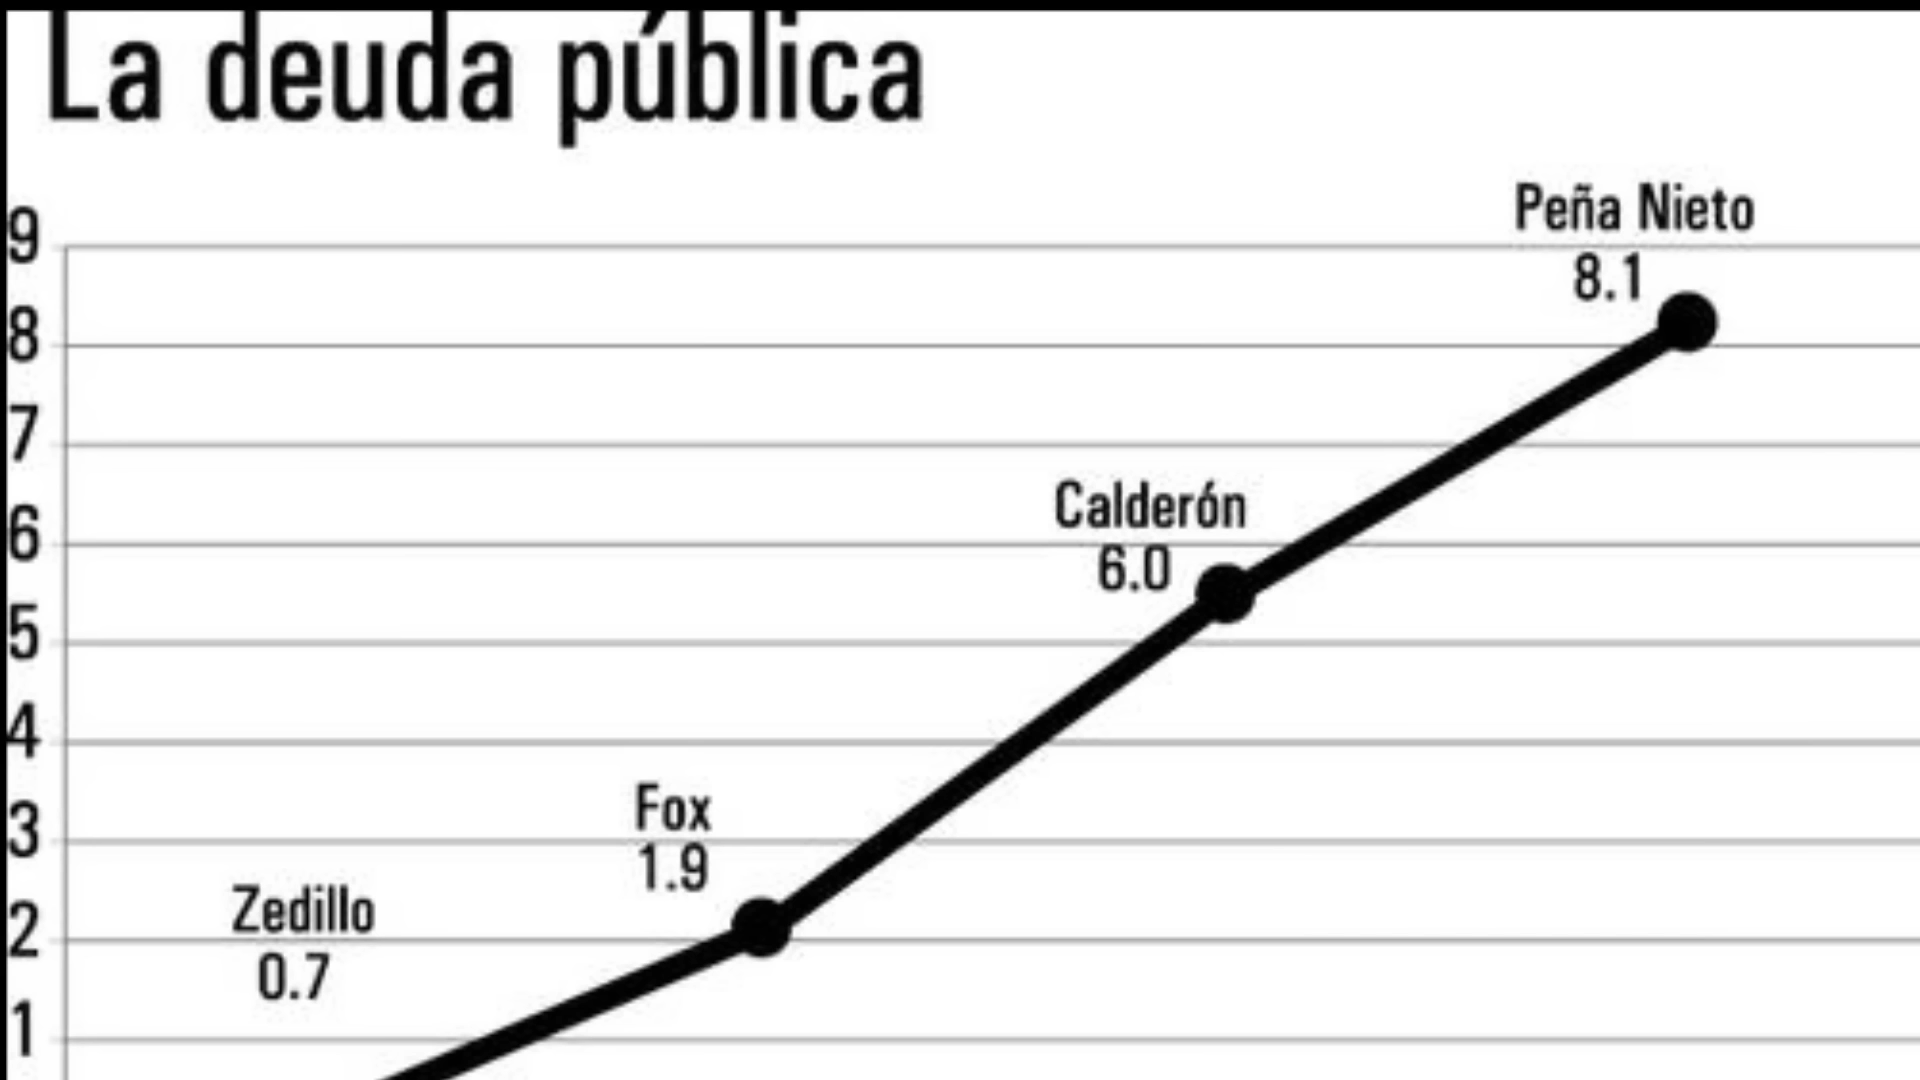 La deuda pública
Peña Nieto
8.1
Calderón
6.0
Fox
1.9
Zedillo
0.7
9
8
7
6
5
4
3
2
1